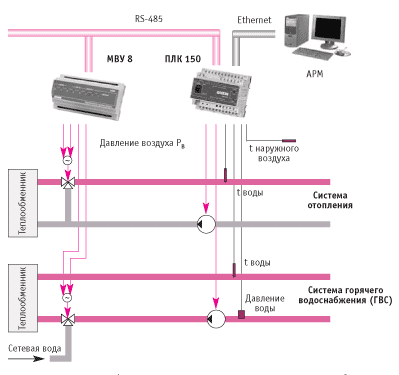 RS-485
Ethernet
МВУ 8
ПЛК 150
АРМ
Давление воздуха PВ
t наружного
воздуха
Теплообменник
t воды
Система
отопления
t воды
Теплообменник
Система горячего
водоснабжения (ГВС)
Давление
воды
Сетевая вода